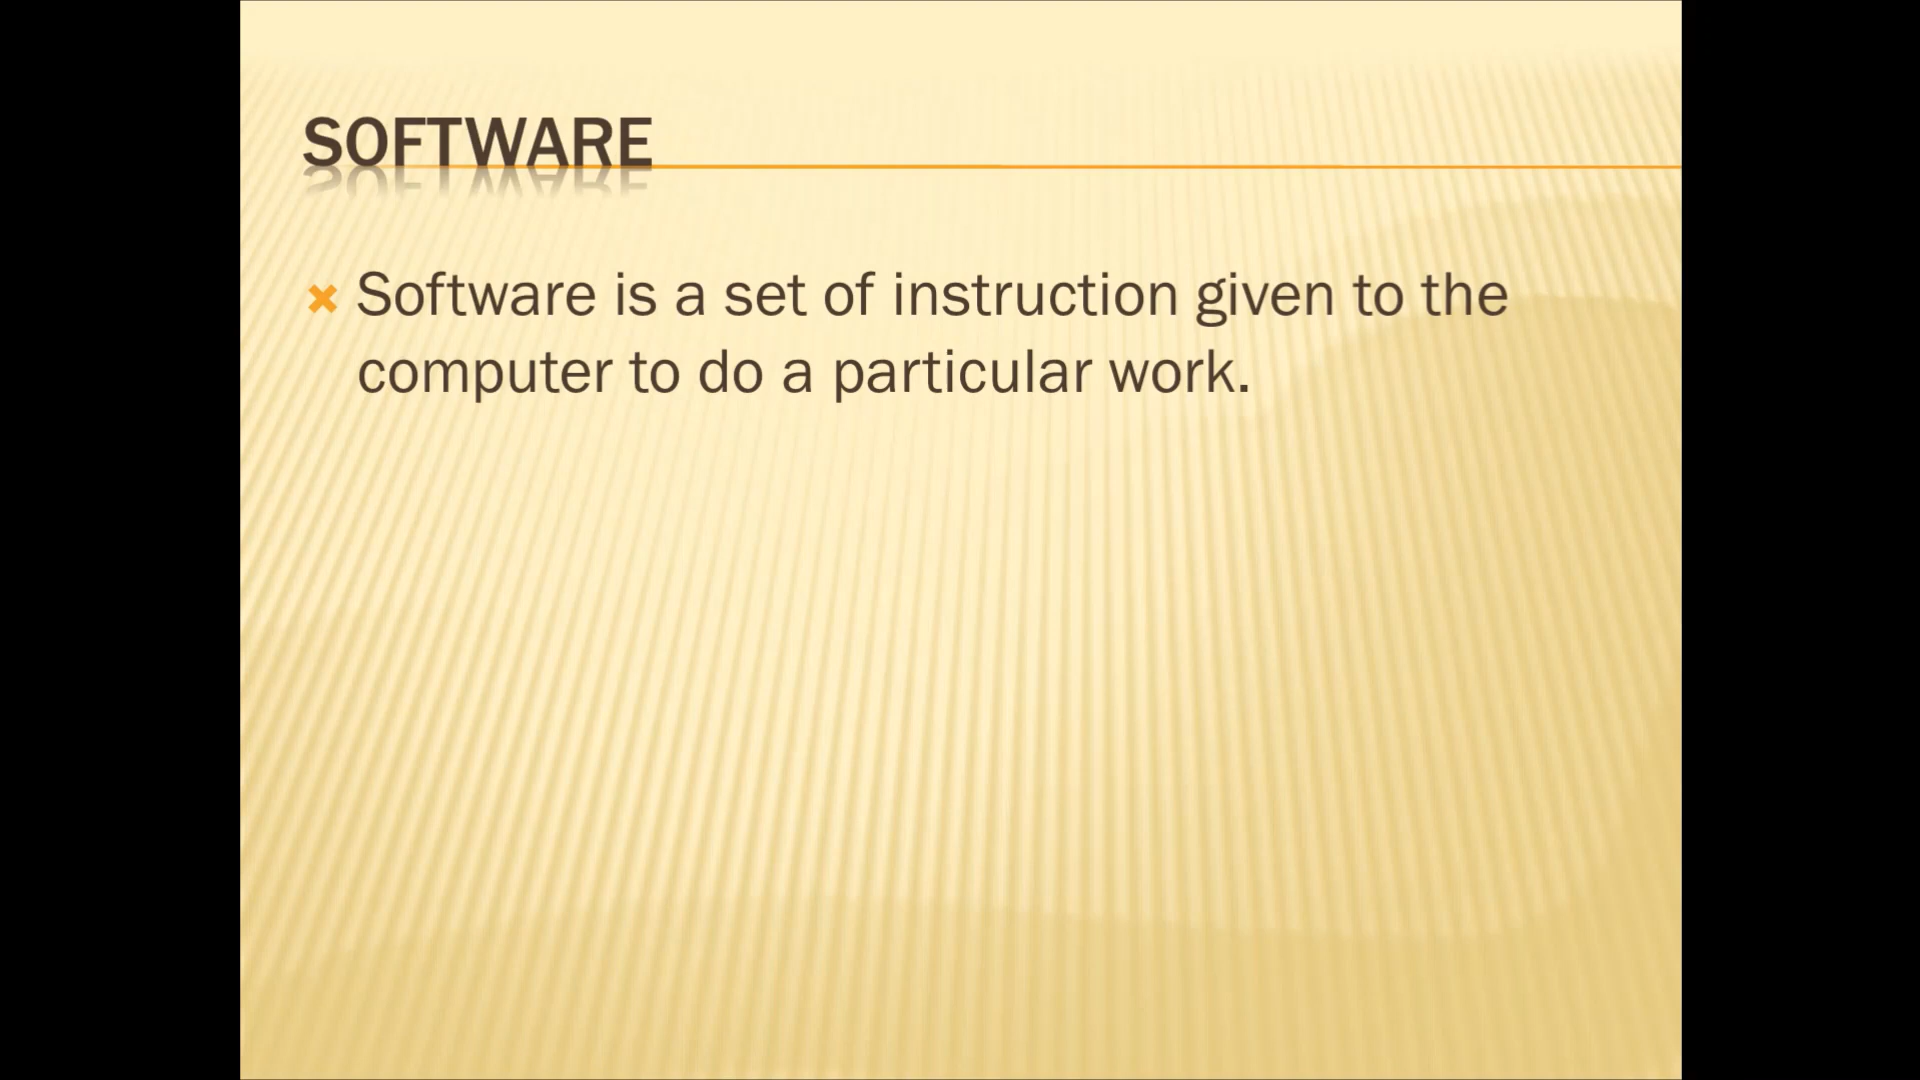 SOFTWARE
Software is a set of instruction given to the
computer to do a particular work.